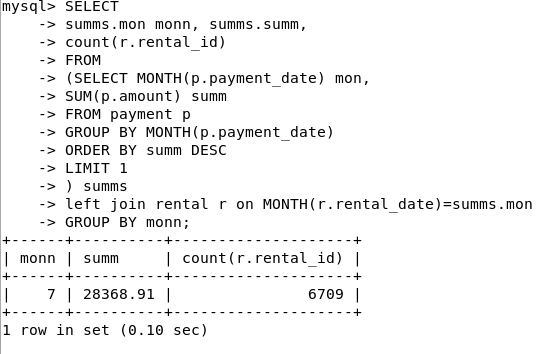 mysql> SELECT
    -> summs.mon monn, summs.summ,
    -> count(r.rental_id)
    -> FROM
    -> (SELECT MONTH(p.payment_date) mon,
    -> SUM(p.amount) summ
    -> FROM payment p
    -> GROUP BY MONTH(p.payment_date)
    -> ORDER BY summ DESC
    -> LIMIT 1
    -> ) summs
    -> left join rental r on MONTH(r.rental_date)=summs.mon
    -> GROUP BY monn;
+------+----------+--------------------+
| monn | summ     | count(r.rental_id) |
+------+----------+--------------------+
|    7 | 28368.91 |               6709 |
+------+----------+--------------------+
1 row in set (0.10 sec)